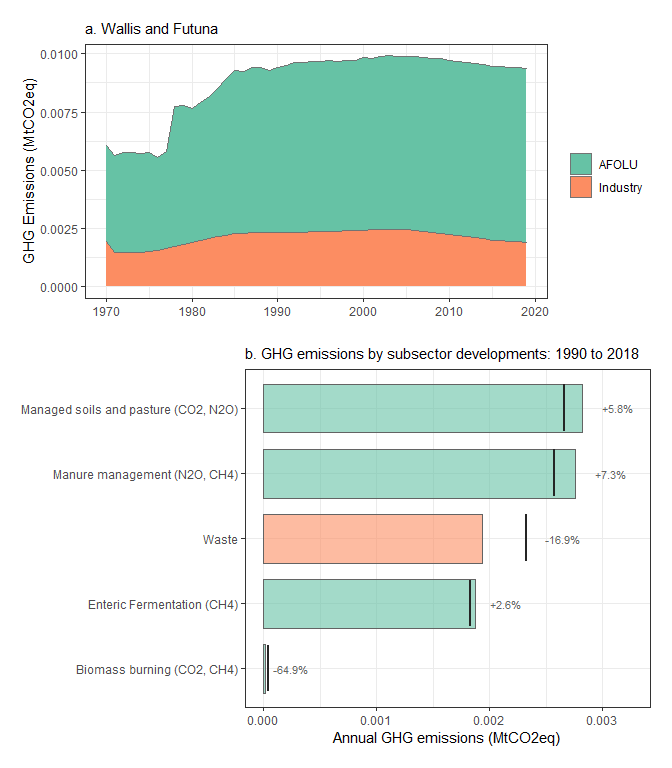 a. Wallis and Futuna
GHG Emissions (MtCO2eq)
0.0100
0.0075
0.0050
0.0025
0.0000
1970 1980 1990 2000 2010 2020
AFOLU
Industry
b. GHG emissions by subsector developments: 1990 to 2018
Managed soils and pasture (CO2, N2O) +5.8%
Manure management (N2O, CH4) +7.3%
Waste -16.9%
Enteric Fermentation (CH4) +2.6%
Biomass burning (CO2, CH4) -64.9%
0.000 0.001 0.002 0.003
Annual GHG emissions (MtCO2eq)